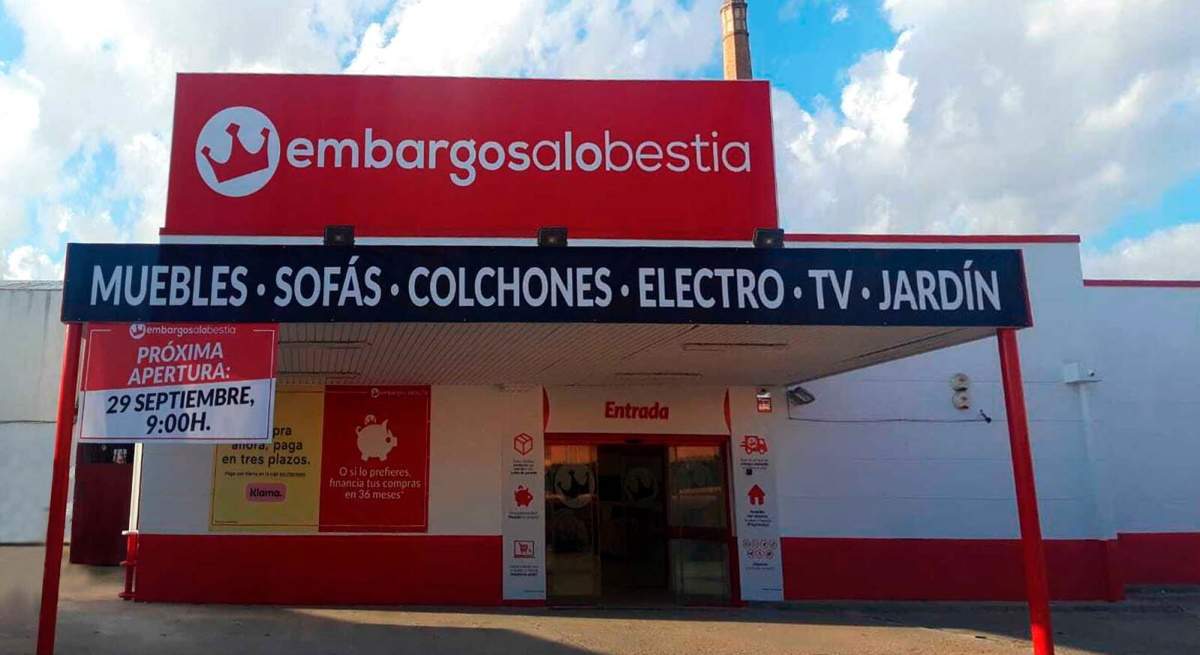 embargosalobestia
MUEBLES · SOFÁS · COLCHONES · ELECTRO · TV · JARDÍN
embargosalobestia
PRÓXIMA
APERTURA:
29 SEPTIEMBRE,
9:00H.
ahora, paga
en tres plazos.
Klarna.
O si lo prefieres,
financia tus compras
en 36 meses*
Entrada